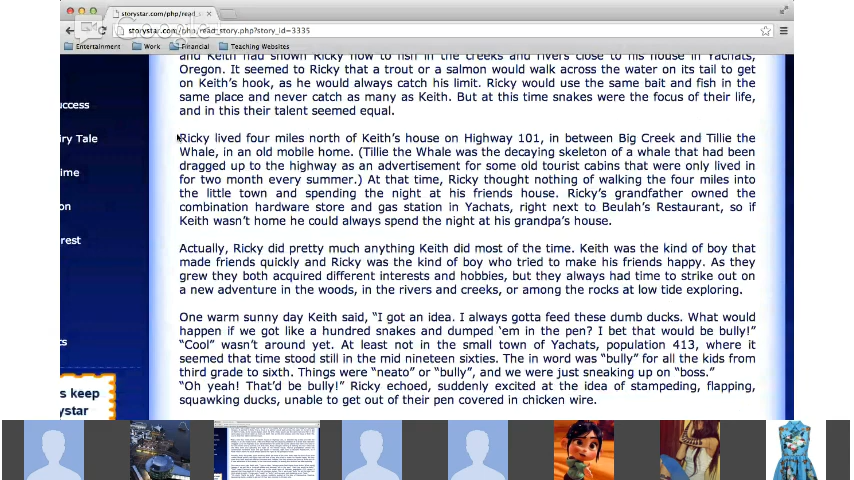 storystar.com/php/read_s
storystar.com/php/read_story.php?story_id=3335
Entertainment Work Financial Teaching Websites
and Keith had shown Ricky how to fish in the creeks and rivers close to his house in Yachats,
Oregon. It seemed to Ricky that a trout or a salmon would walk across the water on its tail to get
on Keith's hook, as he would always catch his limit. Ricky would use the same bait and fish in the
same place and never catch as many as Keith. But at this time snakes were the focus of their life,
and in this their talent seemed equal.
Ricky lived four miles north of Keith's house on Highway 101, in between Big Creek and Tillie the
Whale, in an old mobile home. (Tillie the Whale was the decaying skeleton of a whale that had been
dragged up to the highway as an advertisement for some old tourist cabins that were only lived in
for two month every summer.) At that time, Ricky thought nothing of walking the four miles into
the little town and spending the night at his friends house. Ricky's grandfather owned the
combination hardware store and gas station in Yachats, right next to Beulah's Restaurant, so if
Keith wasn't home he could always spend the night at his grandpa's house.
Actually, Ricky did pretty much anything Keith did most of the time. Keith was the kind of boy that
made friends quickly and Ricky was the kind of boy who tried to make his friends happy. As they
grew they both acquired different interests and hobbies, but they always had time to strike out on
a new adventure in the woods, in the rivers and creeks, or among the rocks at low tide exploring.
One warm sunny day Keith said, "I got an idea. I always gotta feed these dumb ducks. What would
happen if we got like a hundred snakes and dumped 'em in the pen? I bet that would be bully!"
"Cool" wasn't around yet. At least not in the small town of Yachats, population 413, where it
seemed that time stood still in the mid nineteen sixties. The in word was "bully" for all the kids from
third grade to sixth. Things were "neato" or "bully", and we were just sneaking up on "boss."
"Oh yeah! That'd be bully!" Ricky echoed, suddenly excited at the idea of stampeding, flapping,
squawking ducks, unable to get out of their pen covered in chicken wire.
uccess
iry Tale
ime
on
rest
ts
s keep
ystar